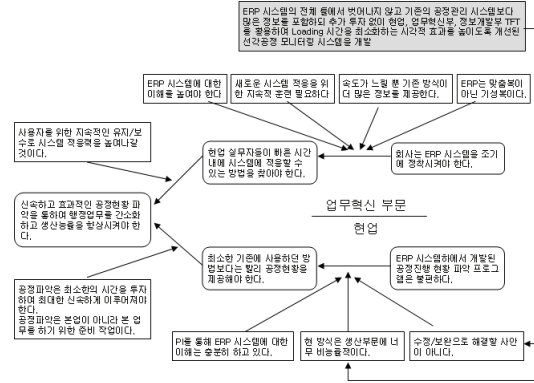 ERP 시스템의 전체 틀에서 벗어나지 않고 기존의 공정관리 시스템보다
많은 정보를 포함하되 추가 투자 없이 현업, 업무혁신부, 정보개발부 TFT
를 활용하여 Loading 시간을 최소화하는 시각적 효과를 높이도록 개선된
선각공정 모니터링 시스템을 개발
ERP 시스템에 대한
이해를 높여야 한다
새로운 시스템 적응을 위
한 지속적 훈련 필요하다
속도가 느릴 뿐 기존 방식이
더 많은 정보를 제공한다.
ERP는 맞춤복이
아닌 기성복이다.
사용자를 위한 지속적인 유지/보
수로 시스템 적응력을 높여나갈
것이다.
현업 실무자들이 빠른 시간
내에 시스템에 적응할 수
있는 방법을 찾아야 한다.
회사는 ERP 시스템을 조기
에 정착시켜야 한다.
신속하고 효과적인 공정현황 파
악을 통하여 행정업무를 간소화
하고 생산능률을 향상시켜야 한
다.
업무혁신 부문
현업
최소한 기존에 사용하던 방
법보다는 빨리 공정현황을
제공해야 한다.
ERP 시스템하에서 개발된
공정진행 현황 파악 프로그
램은 불편하다.
공정파악은 최소한의 시간을 투자
하여 최대한 신속하게 이루어져야
한다.
공정파악은 본업이 아니라 본 업
무를 하기 위한 준비 작업이다.
PI를 통해 ERP 시스템에 대한
이해는 충분히 하고 있다.
현 방식은 생산부문에 너
무 비능률적이다.
수정/보완으로 해결할 사안
이 아니다.